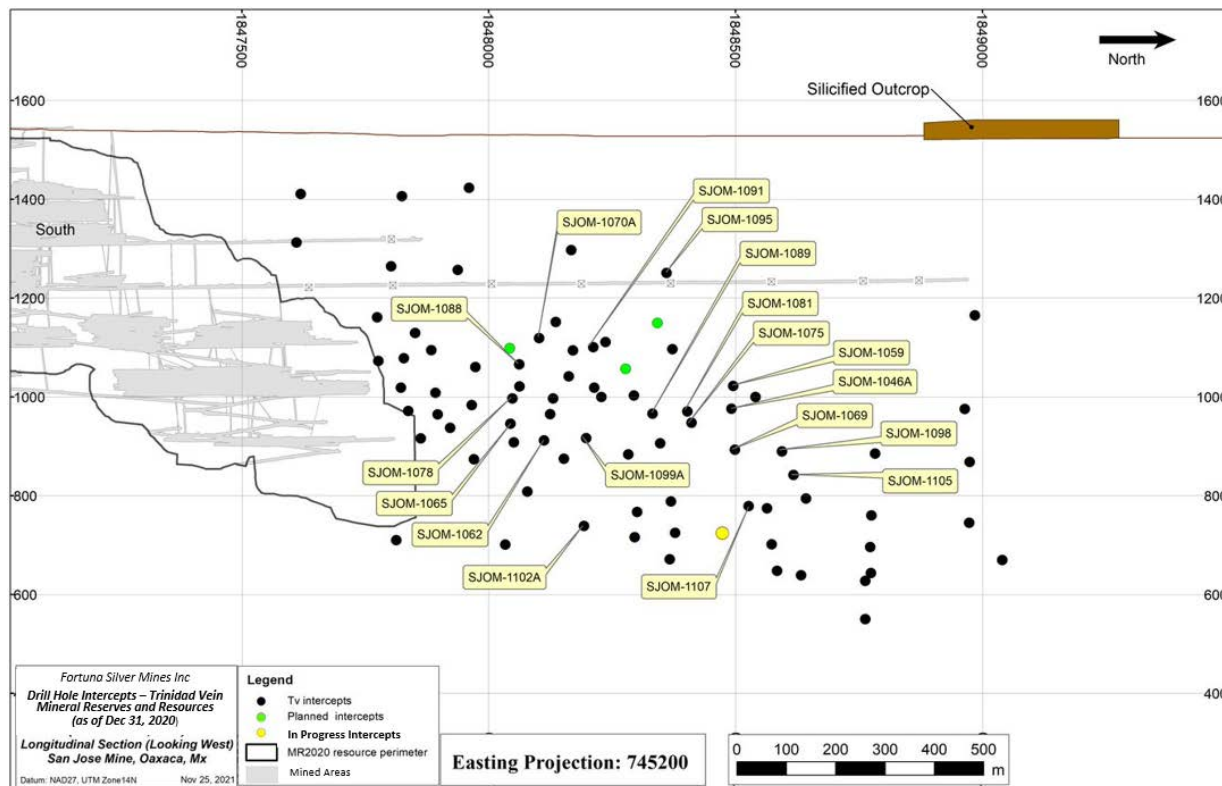 1847500
1848000
1848500
1849000
North
Silicified Outcrop
1600
1600
1400
1400
1200
1200
1000
1000
800
800
600
600
400
400
South
SJOM-1091
SJOM-1070A
SJOM-1095
SJOM-1089
SJOM-1088
SJOM-1081
SJOM-1075
SJOM-1059
SJOM-1046A
SJOM-1069
SJOM-1098
SJOM-1078
SJOM-1099A
SJOM-1105
SJOM-1065
SJOM-1062
SJOM-1102A
SJOM-1107
Fortuna Silver Mines Inc
Drill Hole Intercepts – Trinidad Vein
Mineral Reserves and Resources
(as of Dec 31, 2020)
Longitudinal Section (Looking West)
San Jose Mine, Oaxaca, Mx
Datum: NAD27, UTM Zone14N Nov 25, 2021
Legend
Tv intercepts
Planned intercepts
In Progress Intercepts
MR2020 resource perimeter
Mined Areas
Easting Projection: 745200
0 100 200 300 400 500
m